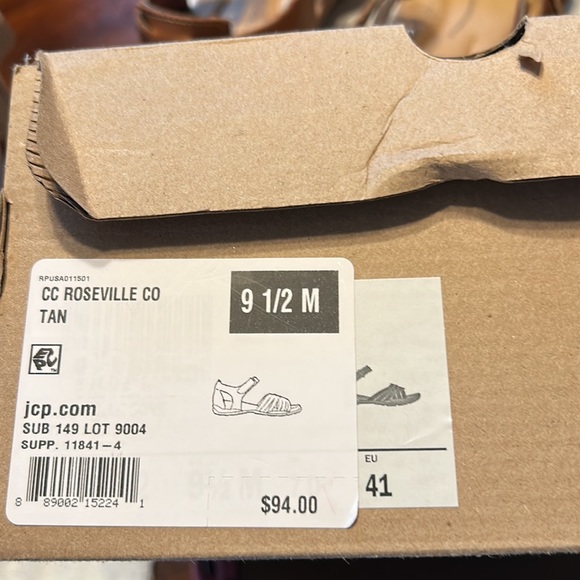 RPUSA011501
CC ROSEVILLE CO
TAN
9 1/2 M
jcp.com
SUB 149 LOT 9004
SUPP. 11841-4
8 89002 15224 1
$94.00
EU
41